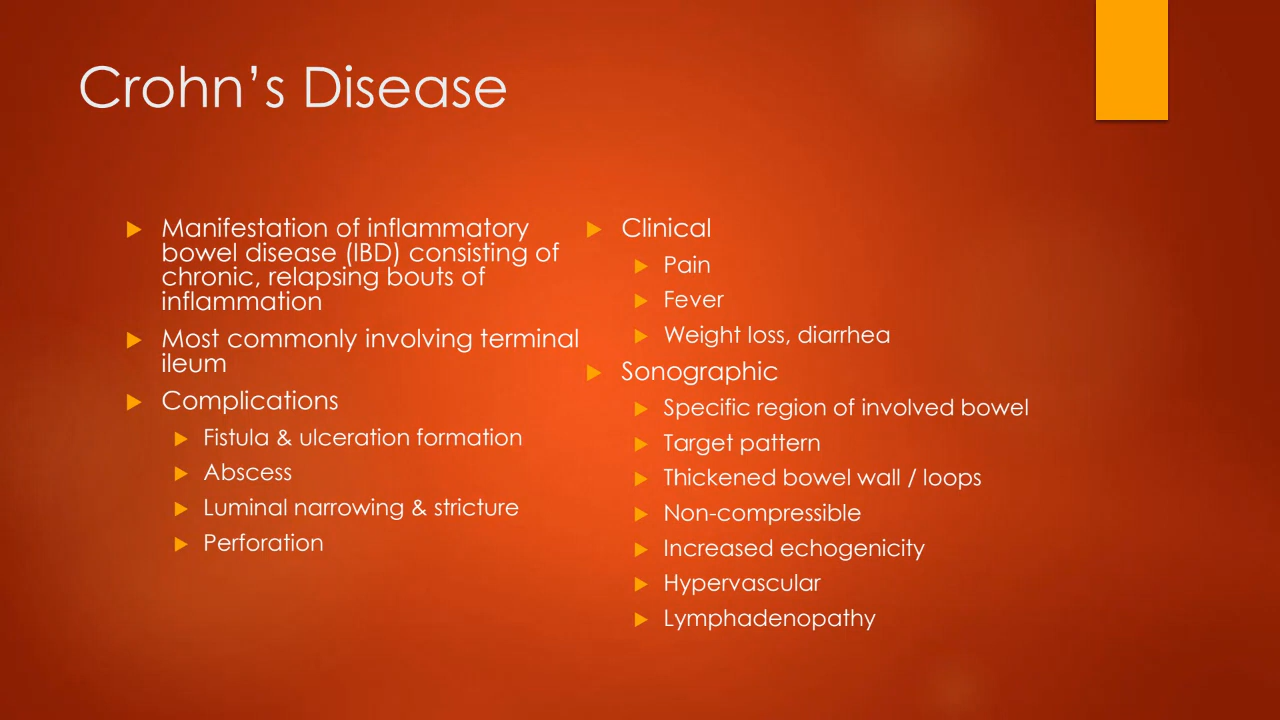 Crohn’s Disease
Manifestation of inflammatory
bowel disease (IBD) consisting of
chronic, relapsing bouts of
inflammation
Most commonly involving terminal
ileum
Complications
Fistula & ulceration formation
Abscess
Luminal narrowing & stricture
Perforation
Clinical
Pain
Fever
Weight loss, diarrhea
Sonographic
Specific region of involved bowel
Target pattern
Thickened bowel wall / loops
Non-compressible
Increased echogenicity
Hypervascular
Lymphadenopathy